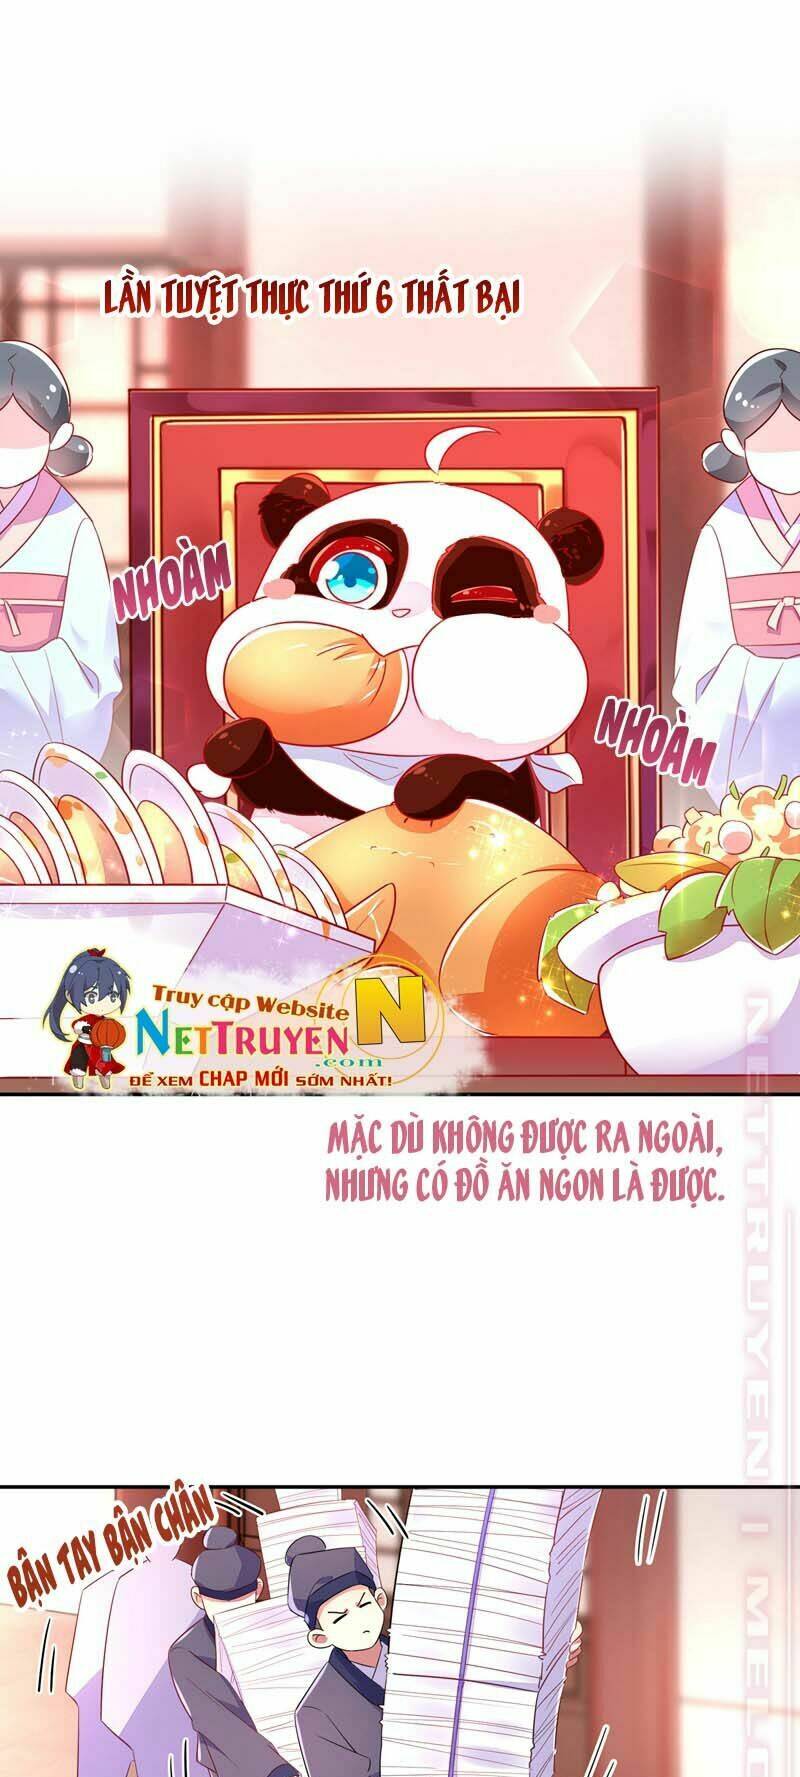 LẦN TUYỆT THỰC THỨ 6 THẤT BẠI
NHOÀM
NHOÀM
Truy cập Website
NETTRUYEN
.com
N
ĐỂ XEM CHAP MỚI SỚM NHẤT!
MẶC DÙ KHÔNG ĐƯỢC RA NGOÀI,
NHƯNG CÓ ĐỒ ĂN NGON LÀ ĐƯỢC.
NETTRUYEN | MELO
BẬN TAY BẬN CHÂN